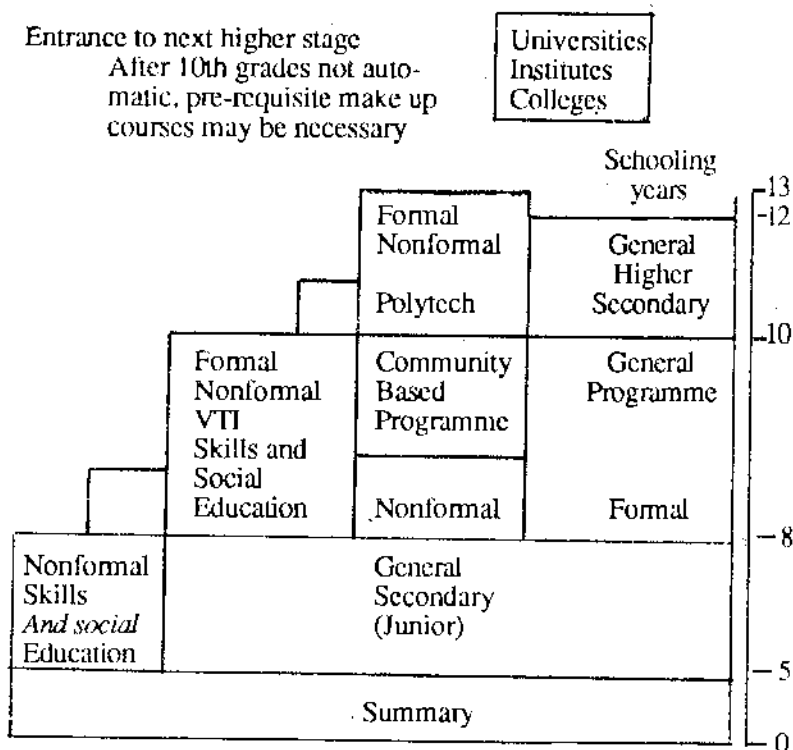 Entrance to next higher stage
After 10th grades not auto-
matic, pre-requisite make up
courses may be necessary
Universities
Institutes
Colleges
Schooling
years
13
12
Formal
Nonformal
Polytech
General
Higher
Secondary
10
Formal
Nonformal
VTI
Skills and
Social
Education
Community
Based
Programme
Nonformal
General
Programme
Formal
8
Nonformal
Skills
And social
Education
General
Secondary
(Junior)
5
Summary
0